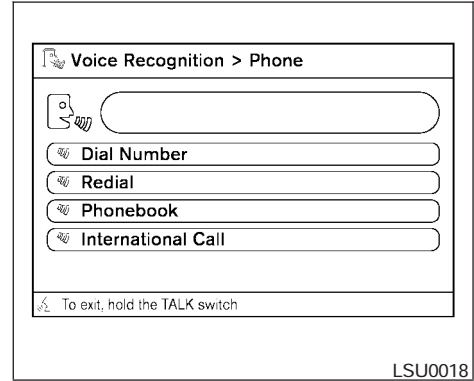 Voice Recognition > Phone
Dial Number
Redial
Phonebook
International Call
To exit, hold the TALK switch
LSU0018